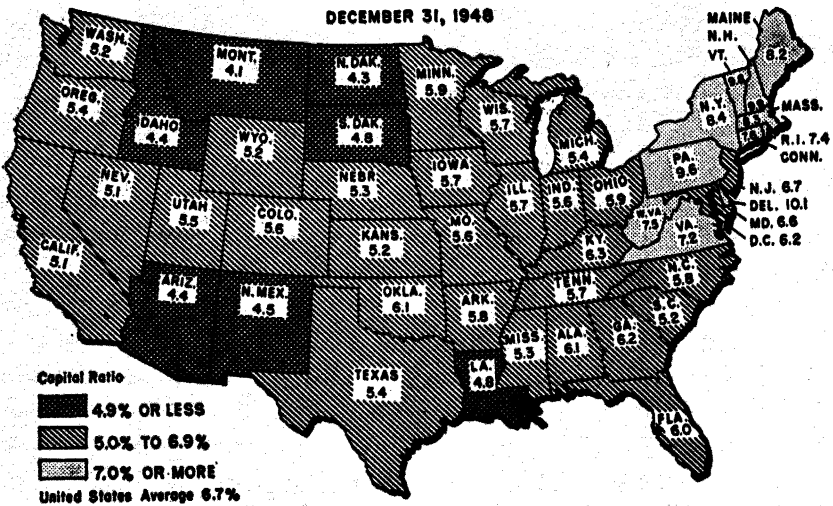 DECEMBER 31, 1948
WASH.
5.2
MONT.
4.1
N.DAK.
4.3
MINN.
5.9
OREG.
5.4
IDAHO
4.4
S.DAK.
4.8
WIS.
5.7
WYO.
5.2
MICH.
5.4
NEV.
5.1
UTAH
5.5
COLO.
5.6
NEBR.
5.3
IOWA
5.7
ILL.
5.7
IND.
5.6
OHIO
5.9
CALIF.
5.1
KANS.
5.2
MO.
5.6
KY.
6.3
W.VA.
7.5
VA.
7.2
PA.
9.6
N.Y.
8.4
MAINE
N.H.
VT.
8.2
9.4
MASS.
R.I. 7.4
CONN.
N.J. 6.7
DEL. 10.1
MD. 6.6
D.C. 6.2
ARIZ.
4.4
N.MEX.
4.5
OKLA.
6.1
ARK.
5.8
TENN.
5.7
N.C.
5.8
S.C.
5.2
TEXAS
5.4
LA.
4.8
MISS.
5.3
ALA.
6.1
GA.
6.2
FLA.
6.0
Capital Ratio
4.9% OR LESS
5.0% TO 6.9%
7.0% OR MORE
United States Average 6.7%